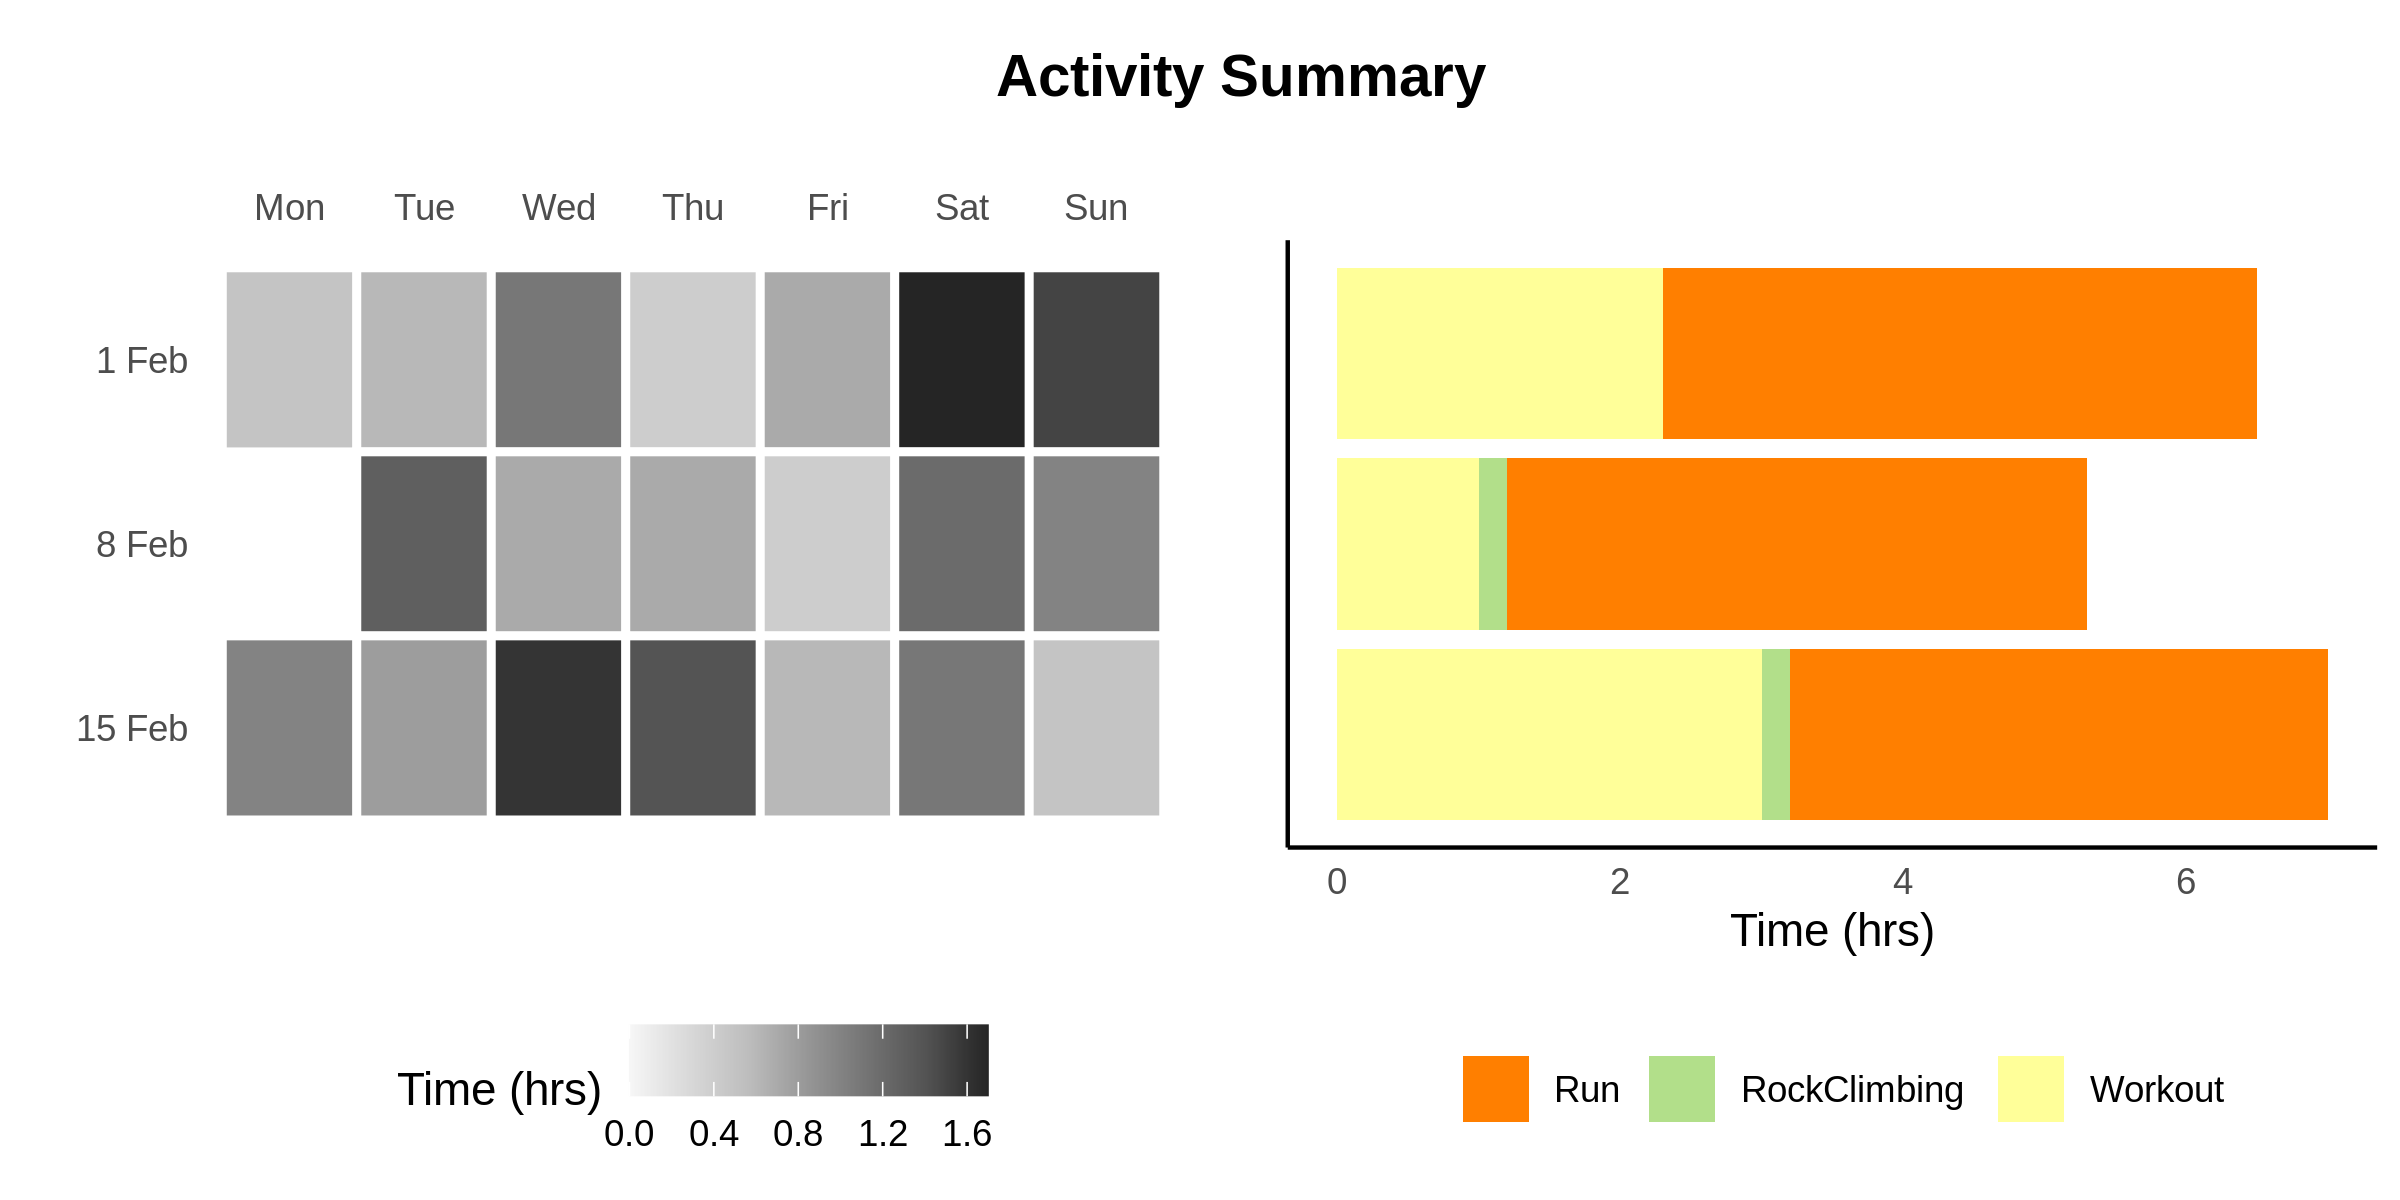 Activity Summary
Mon Tue Wed Thu Fri Sat Sun
1 Feb
8 Feb
15 Feb
0 2 4 6
Time (hrs)
Time (hrs)
0.0 0.4 0.8 1.2 1.6
Run RockClimbing Workout